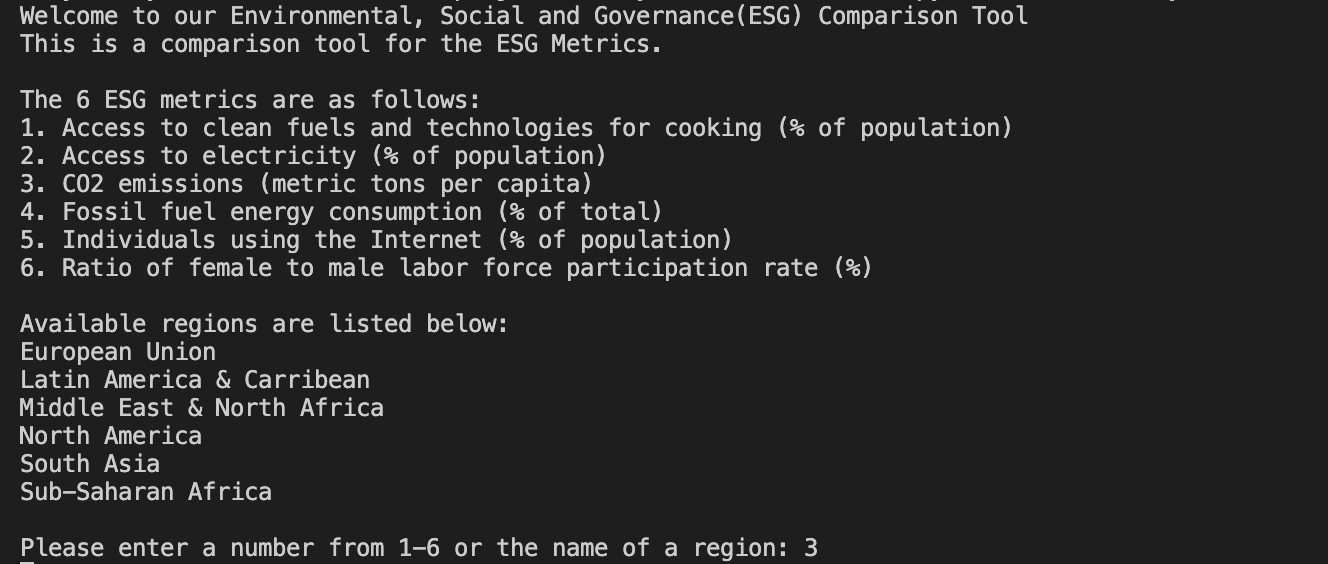 Welcome to our Environmental, Social and Governance(ESG) Comparison Tool
This is a comparison tool for the ESG Metrics.
The 6 ESG metrics are as follows:
1. Access to clean fuels and technologies for cooking (% of population)
2. Access to electricity (% of population)
3. CO2 emissions (metric tons per capita)
4. Fossil fuel energy consumption (% of total)
5. Individuals using the Internet (% of population)
6. Ratio of female to male labor force participation rate (%)
Available regions are listed below:
European Union
Latin America & Carribean
Middle East & North Africa
North America
South Asia
Sub-Saharan Africa
Please enter a number from 1-6 or the name of a region: 3